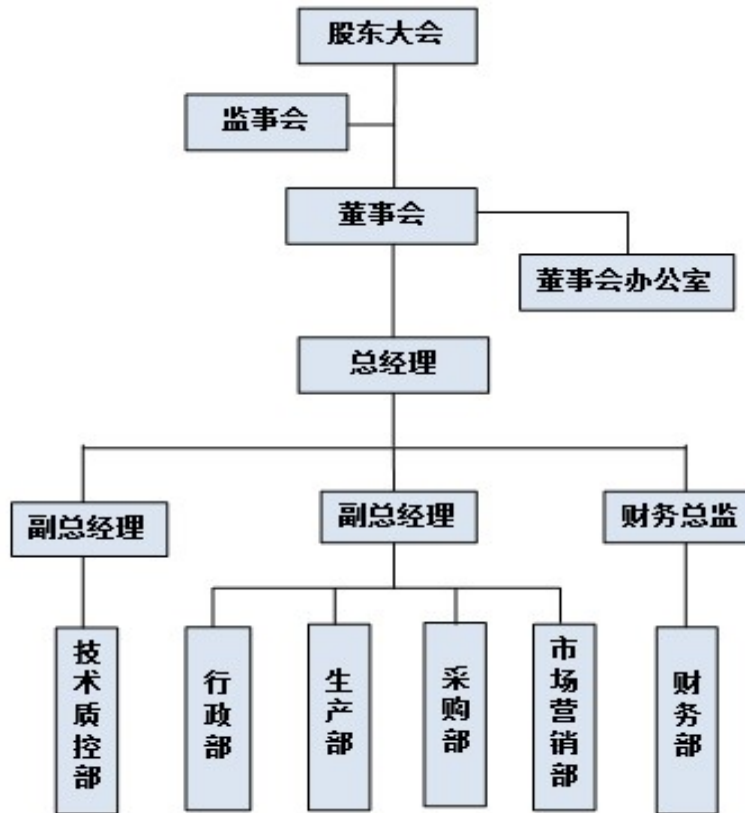 股东大会
监事会
董事会
董事会办公室
总经理
副总经理
副总经理
财务总监
技术质控部
行政部
生产部
采购部
市场营销部
财务部